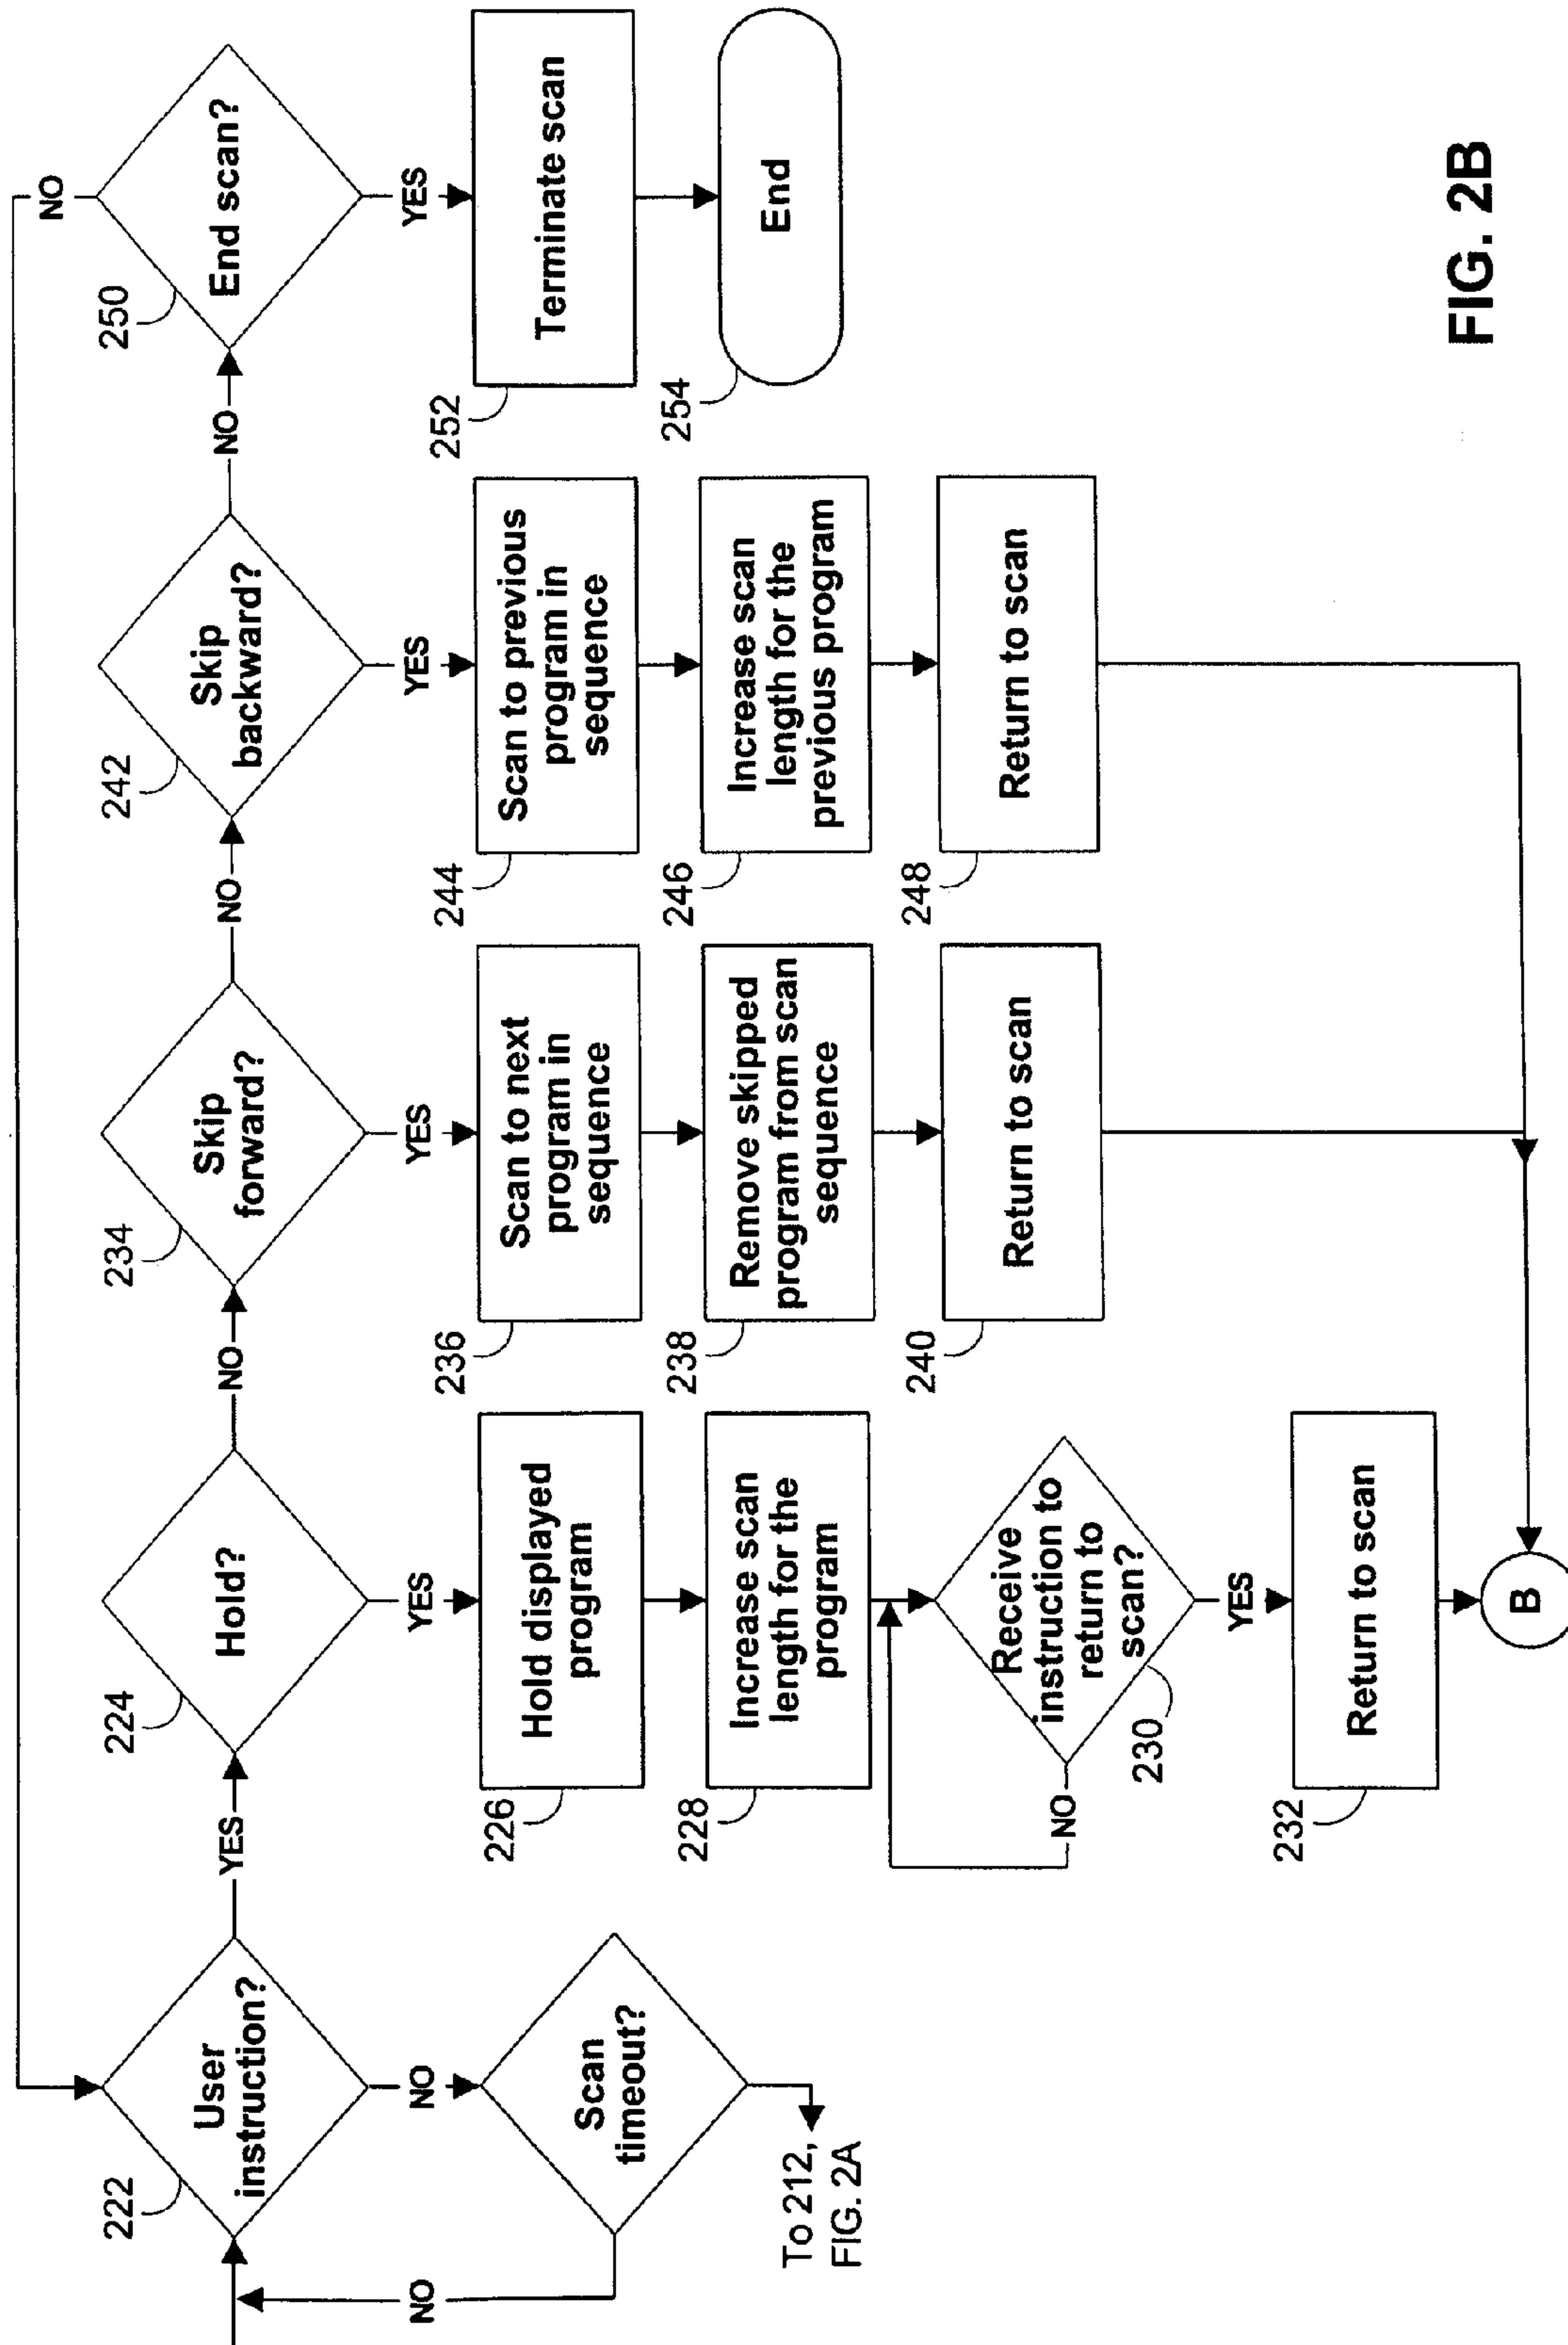 222
User
instruction?
YES
NO
Scan
timeout?
NO
To 212,
FIG. 2A
224
Hold?
NO
YES
226
Hold displayed
program
228
Increase scan
length for the
program
230
Receive
instruction to
return to
scan?
NO
YES
232
Return to scan
B
234
Skip
forward?
NO
YES
236
Scan to next
program in
sequence
238
Remove skipped
program from scan
sequence
240
Return to scan
242
Skip
backward?
NO
YES
244
Scan to previous
program in
sequence
246
Increase scan
length for the
previous program
248
Return to scan
250
End scan?
NO
YES
252
Terminate scan
254
End
FIG. 2B